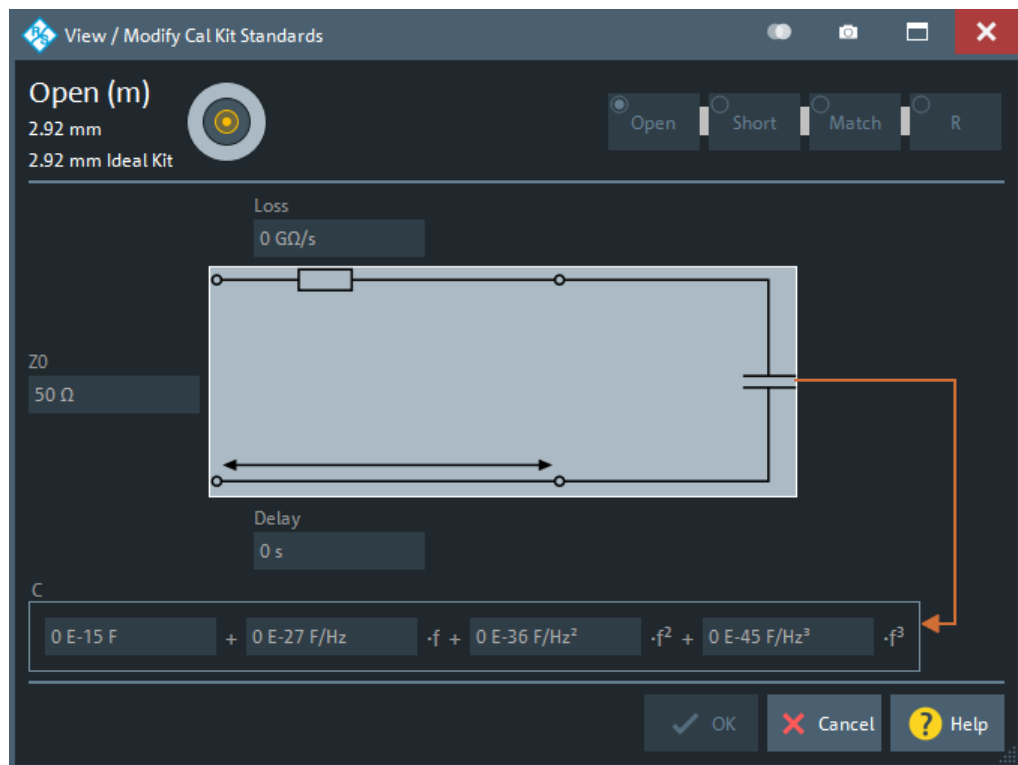 R&S View / Modify Cal Kit Standards
Open (m)
2.92 mm
2.92 mm Ideal Kit
Open Short Match R
Loss
0 GΩ/s
Z0
50 Ω
Delay
0 s
C
0 E-15 F + 0 E-27 F/Hz ·f + 0 E-36 F/Hz² ·f² + 0 E-45 F/Hz³ ·f³
OK Cancel ? Help